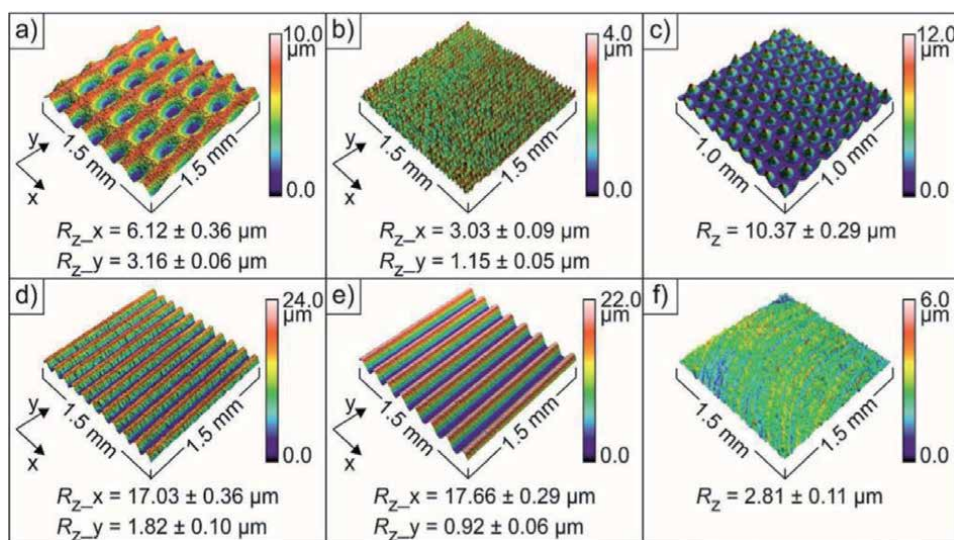 a)
10.0
µm
0.0
y
x
1.5 mm
1.5 mm
R_z_x = 6.12 ± 0.36 µm
R_z_y = 3.16 ± 0.06 µm
b)
4.0
µm
0.0
1.5 mm
1.5 mm
R_z_x = 3.03 ± 0.09 µm
R_z_y = 1.15 ± 0.05 µm
c)
12.0
µm
0.0
1.0 mm
1.0 mm
R_z = 10.37 ± 0.29 µm
d)
24.0
µm
0.0
y
x
1.5 mm
1.5 mm
R_z_x = 17.03 ± 0.36 µm
R_z_y = 1.82 ± 0.10 µm
e)
22.0
µm
0.0
y
x
1.5 mm
1.5 mm
R_z_x = 17.66 ± 0.29 µm
R_z_y = 0.92 ± 0.06 µm
f)
6.0
µm
0.0
1.5 mm
1.5 mm
R_z = 2.81 ± 0.11 µm